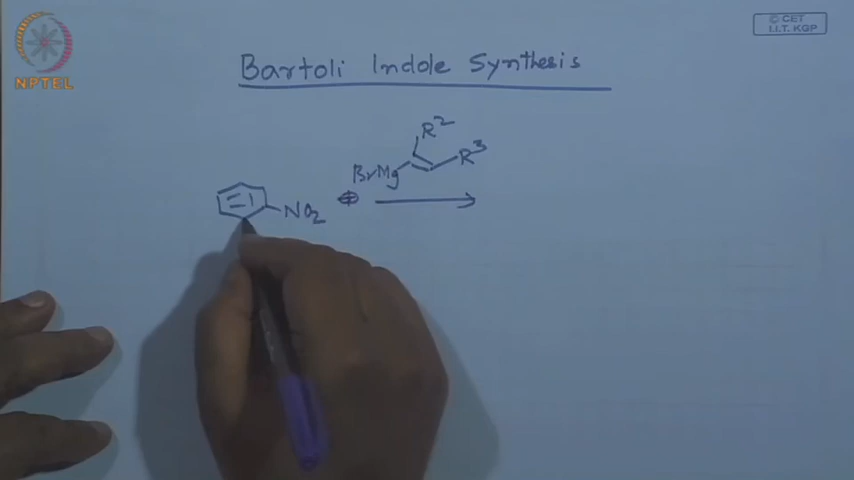 © CET
I.I.T. KGP
NPTEL
Bartoli Indole Synthesis
R2
BrMg
R3
NO2